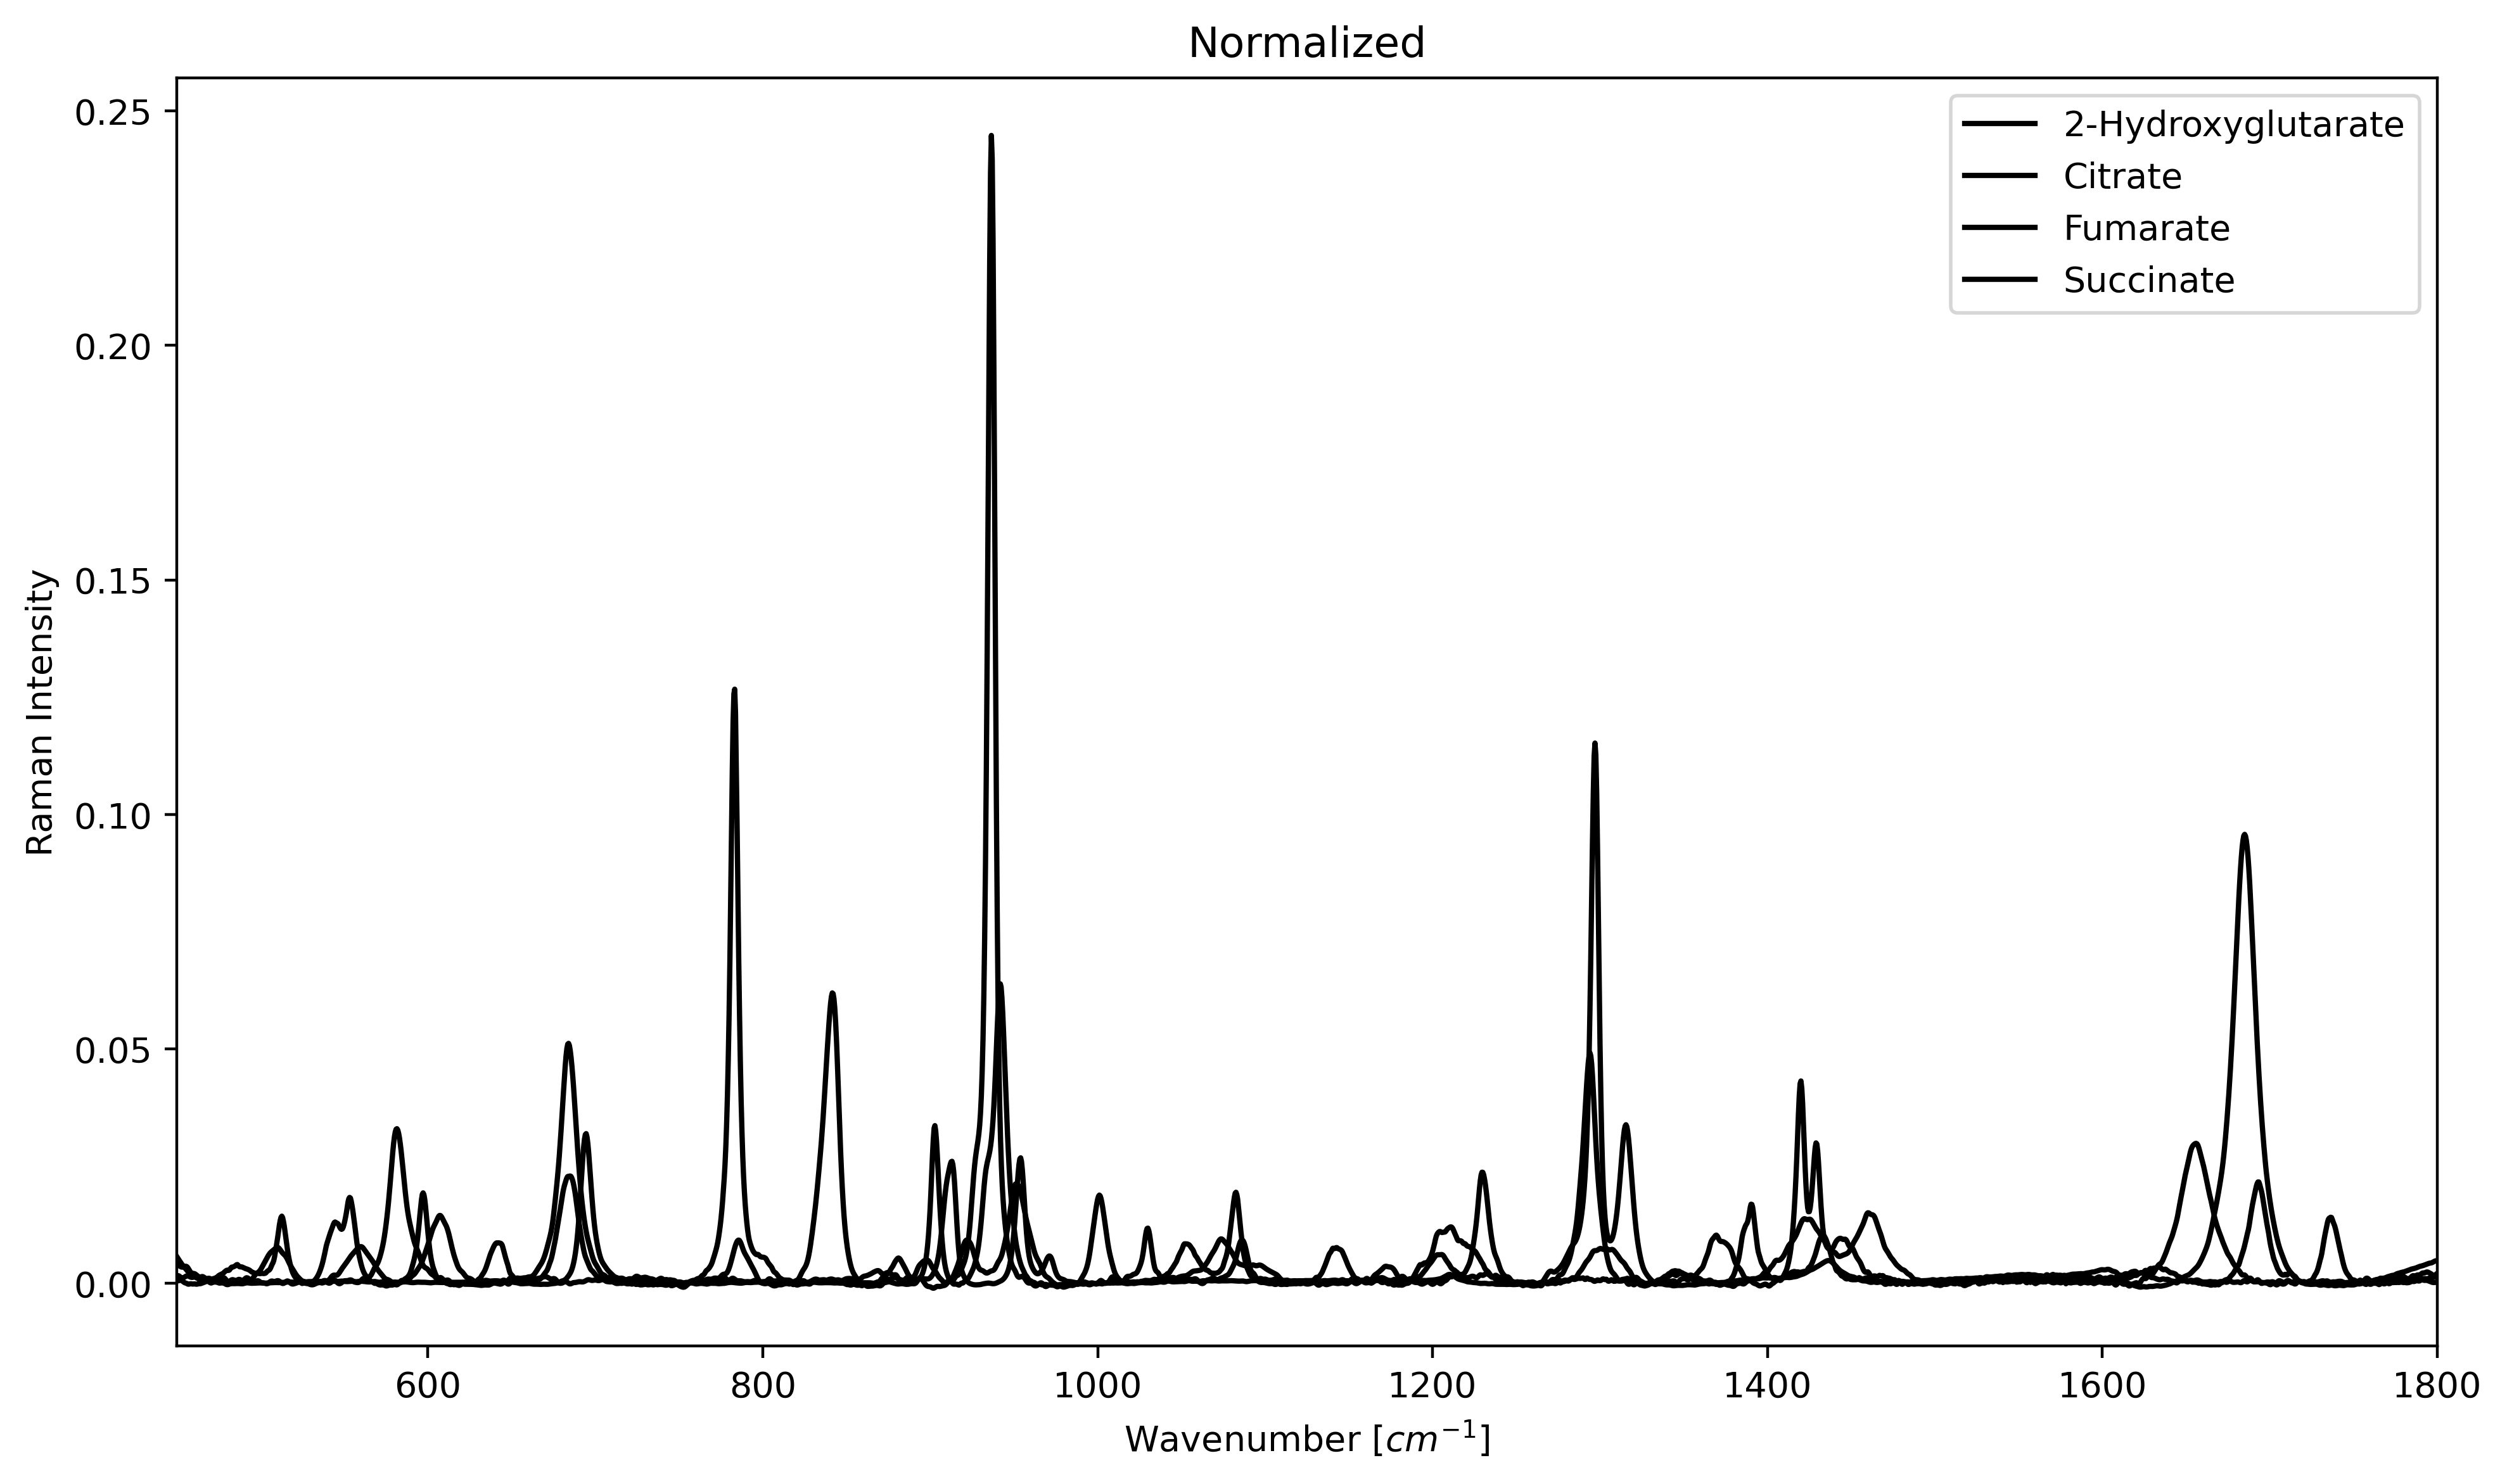 Normalized
0.25
0.20
0.15
0.10
0.05
0.00
Raman Intensity
2-Hydroxyglutarate
Citrate
Fumarate
Succinate
600 800 1000 1200 1400 1600 1800
Wavenumber [cm⁻¹]